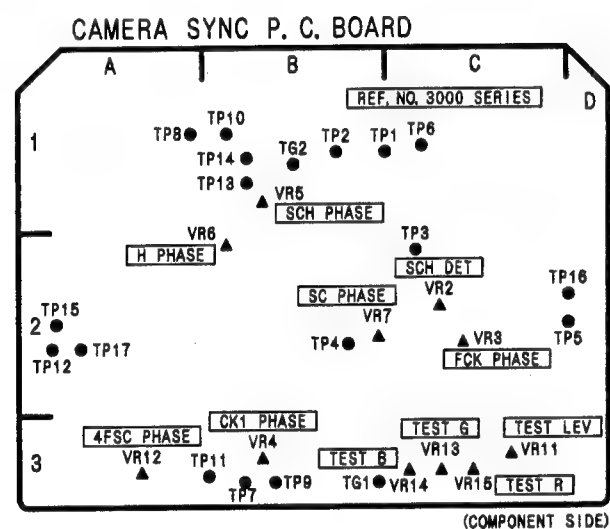 CAMERA SYNC P. C. BOARD
A B C D
REF. NO. 3000 SERIES
1
TP8 TP10 TP14 TG2 TP2 TP1 TP6
TP13
VR5
SCH PHASE
VR6
H PHASE
TP3
SCH DET
SC PHASE
VR2
TP16
2
TP15
VR7
TP12 TP17 TP4 VR3 TP5
FCK PHASE
4FSC PHASE
CK1 PHASE
TEST G
TEST LEV
3
VR12 VR4
TEST B
VR13 VR11
TP11 TP7 TP9 TG1 VR14 VR15
TEST R
(COMPONENT SIDE)